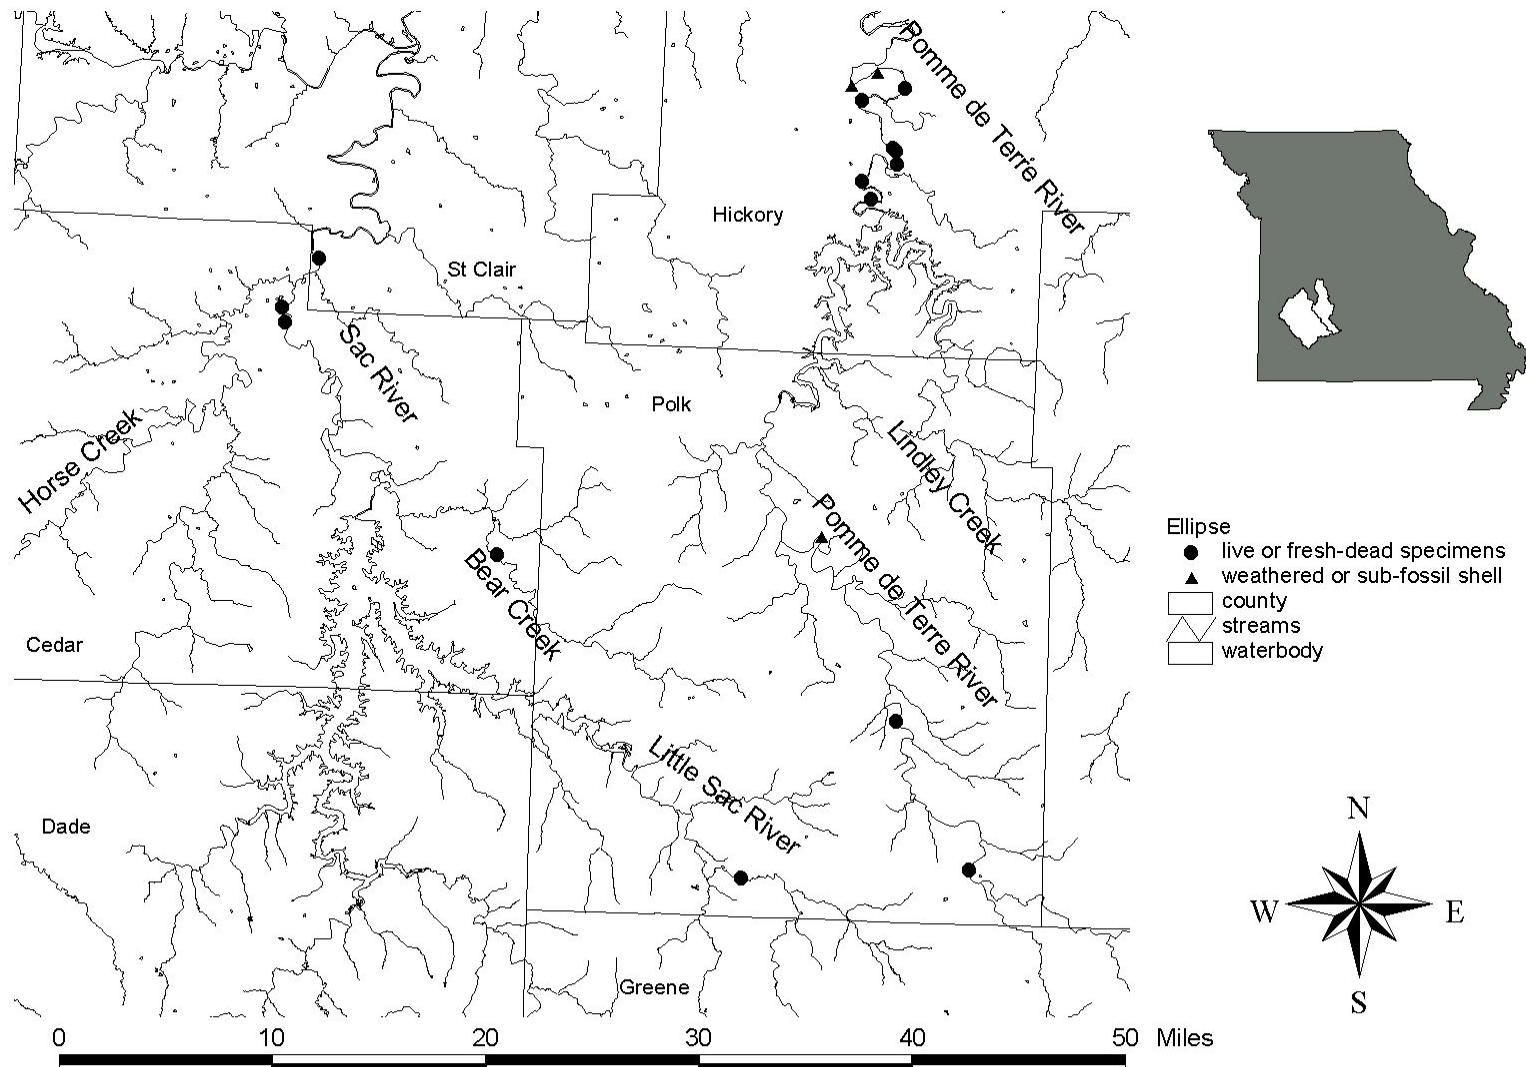 Pomme de Terre River
Hickory
St Clair
Sac River
Polk
Horse Creek
Lindley Creek
Pomme de Terre River
Bear Creek
Cedar
Little Sac River
Dade
Greene
Ellipse
live or fresh-dead specimens
weathered or sub-fossil shell
county
streams
waterbody
N
W E
S
0 10 20 30 40 50 Miles